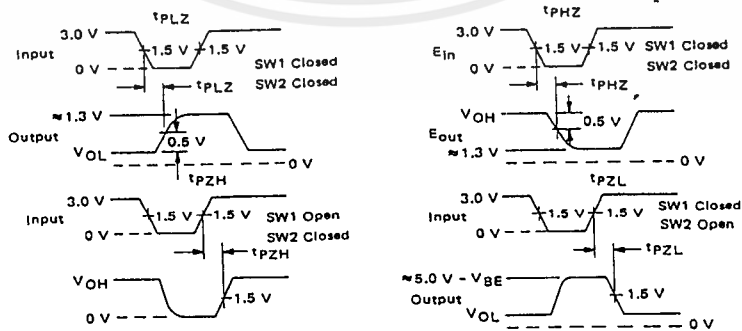 tPLZ
3.0 V
Input
1.5 V
1.5 V
0 V
SW1 Closed
SW2 Closed
tPLZ
≈1.3 V
Output
0.5 V
VOL
0 V
tPHZ
3.0 V
Ein
1.5 V
1.5 V
0 V
SW1 Closed
SW2 Closed
tPHZ
VOH
0.5 V
Eout
≈1.3 V
0 V
tPZH
3.0 V
Input
1.5 V
1.5 V
0 V
SW1 Open
SW2 Closed
tPZH
VOH
1.5 V
0 V
tPZL
3.0 V
Input
1.5 V
1.5 V
0 V
SW1 Closed
SW2 Open
tPZL
≈5.0 V - VBE
Output
1.5 V
VOL
0 V